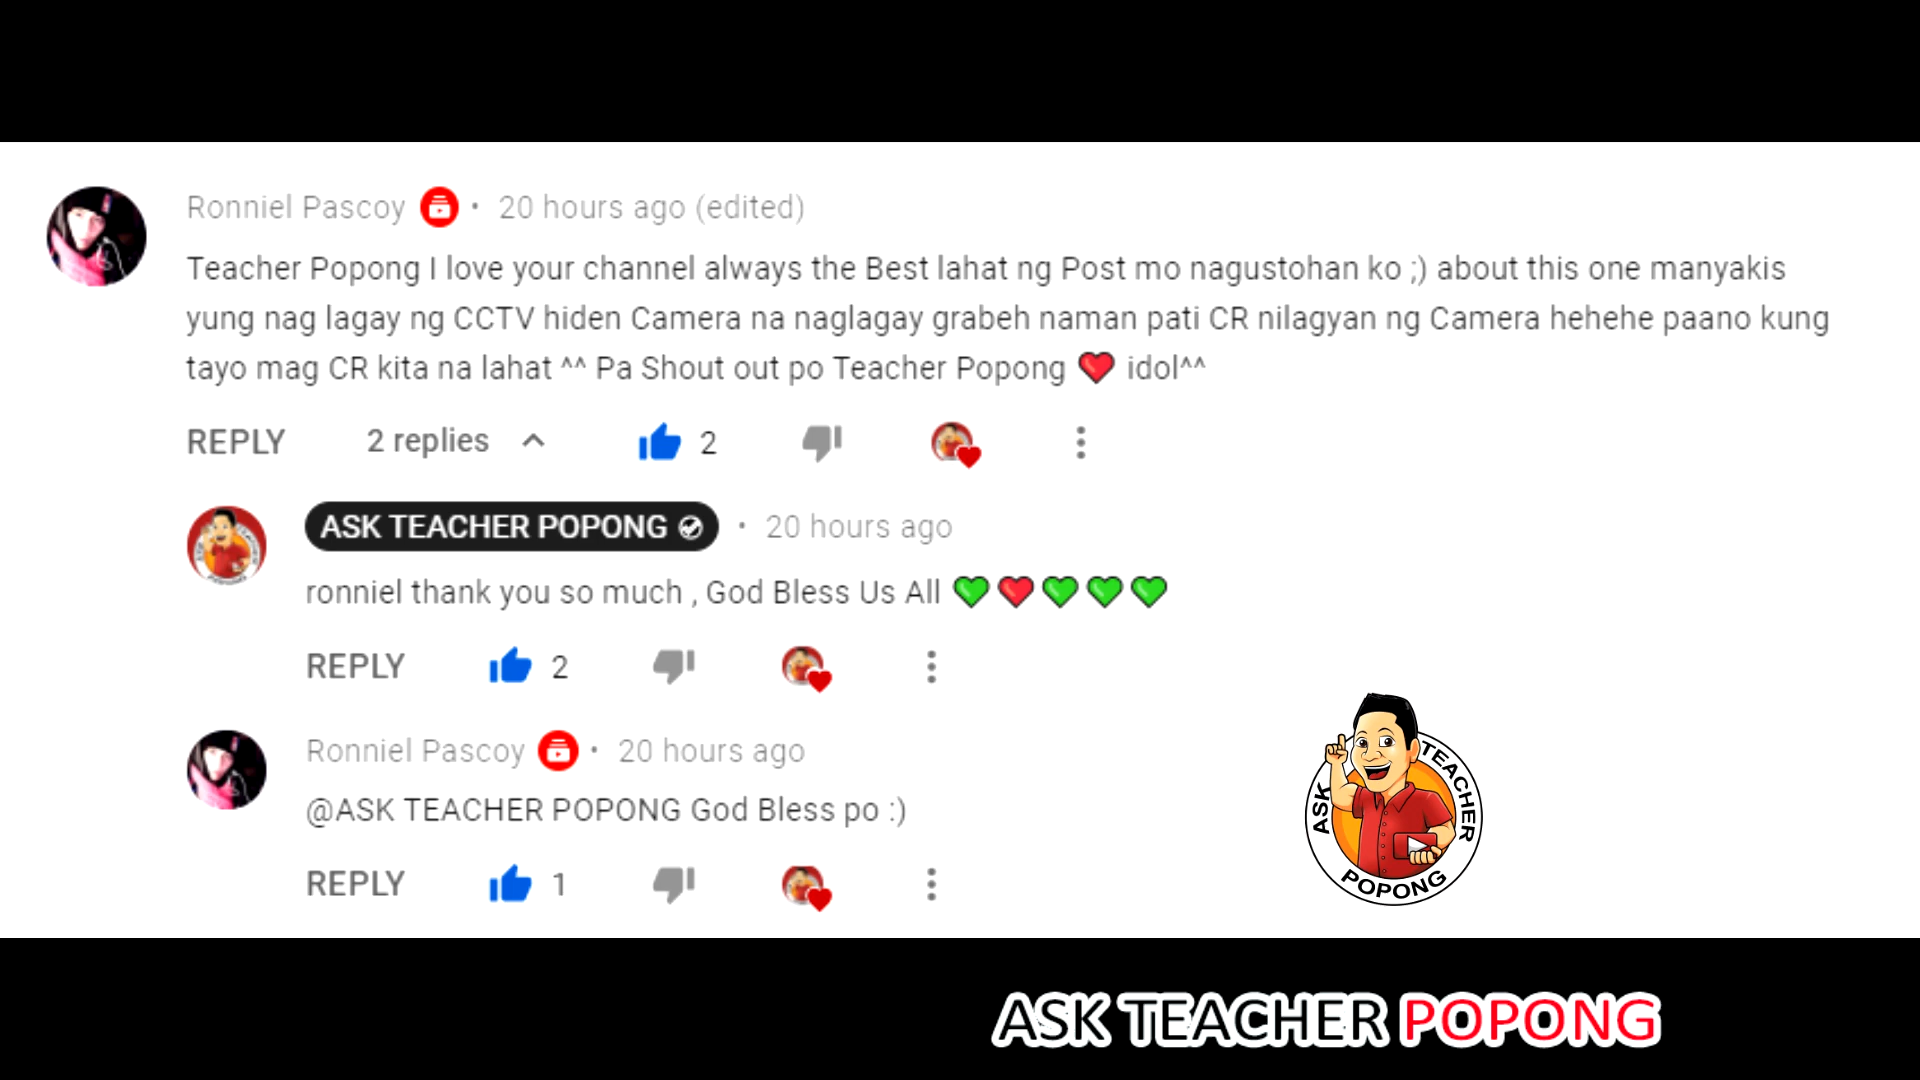 Ronniel Pascoy • 20 hours ago (edited)
Teacher Popong I love your channel always the Best lahat ng Post mo nagustohan ko ;) about this one manyakis
yung nag lagay ng CCTV hiden Camera na naglagay grabeh naman pati CR nilagyan ng Camera hehehe paano kung
tayo mag CR kita na lahat ^^ Pa Shout out po Teacher Popong ❤️ idol^^
REPLY 2 replies 2
ASK TEACHER POPONG • 20 hours ago
ronniel thank you so much , God Bless Us All 💚❤️💚💚💚
REPLY 2
Ronniel Pascoy • 20 hours ago
@ASK TEACHER POPONG God Bless po :)
REPLY 1
ASK TEACHER POPONG
ASK TEACHER POPONG